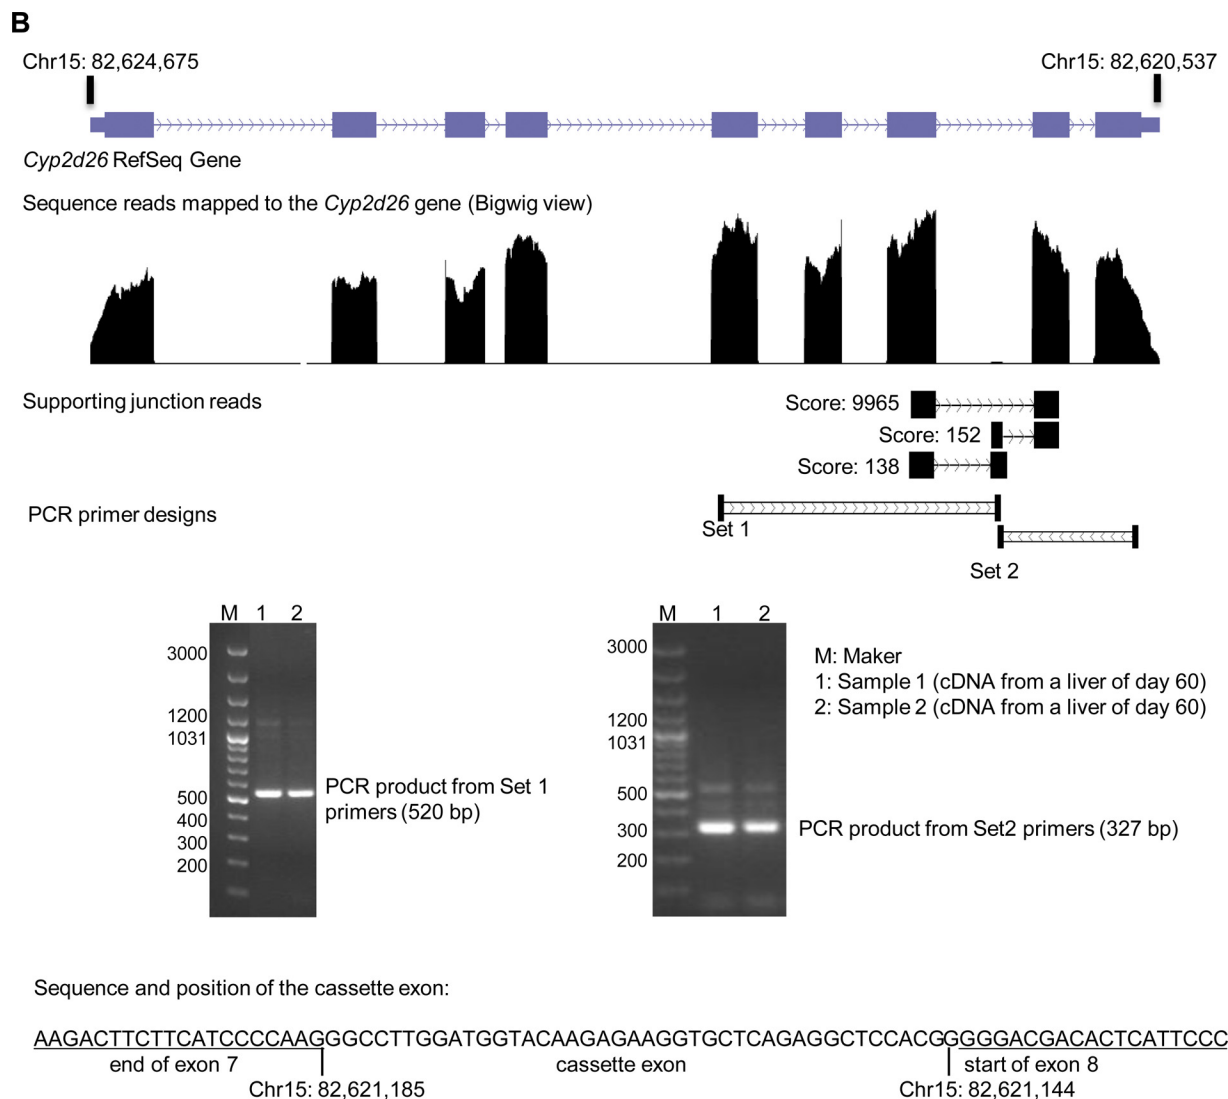 B
Chr15: 82,624,675
Chr15: 82,620,537
Cyp2d26 RefSeq Gene
Sequence reads mapped to the Cyp2d26 gene (Bigwig view)
Supporting junction reads
Score: 9965
Score: 152
Score: 138
PCR primer designs
Set 1
Set 2
M 1 2
3000
1200
1031
500
400
300
200
PCR product from Set 1
primers (520 bp)
M 1 2
3000
1200
1031
500
300
200
M: Maker
1: Sample 1 (cDNA from a liver of day 60)
2: Sample 2 (cDNA from a liver of day 60)
PCR product from Set2 primers (327 bp)
Sequence and position of the cassette exon:
AAGACTTCTTCATCCCCAAGGGCCTTGGATGGTACAAGAGAAGGTGCTCAGAGGCTCCACGGGGGACGACACTCATTCCC
end of exon 7
cassette exon
start of exon 8
Chr15: 82,621,185
Chr15: 82,621,144